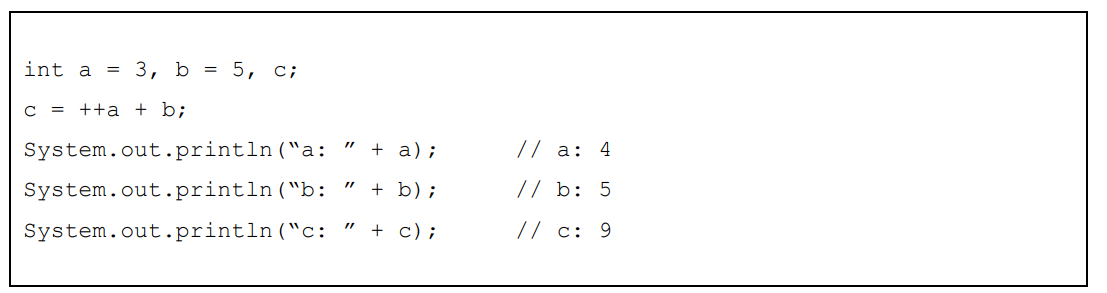 int a = 3, b = 5, c;
c = ++a + b;
System.out.println(“a: ” + a); // a: 4
System.out.println(“b: ” + b); // b: 5
System.out.println(“c: ” + c); // c: 9